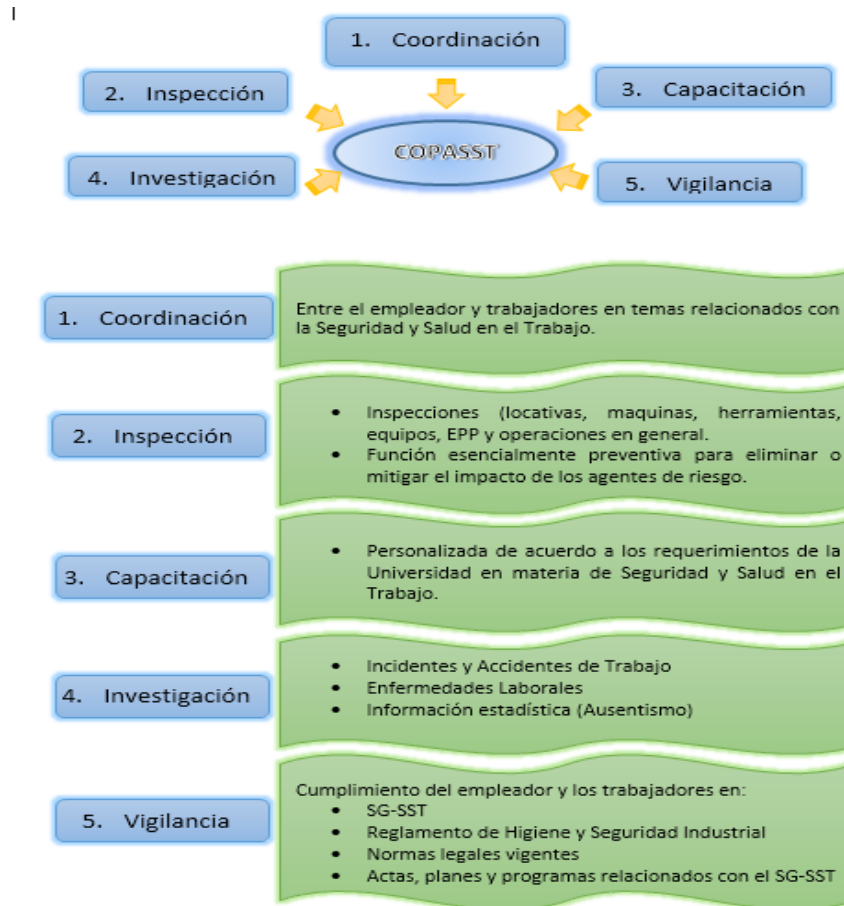 I
1. Coordinación
2. Inspección
3. Capacitación
COPASST
4. Investigación
5. Vigilancia
1. Coordinación
Entre el empleador y trabajadores en temas relacionados con
la Seguridad y Salud en el Trabajo.
2. Inspección
• Inspecciones (locativas, maquinas, herramientas,
equipos, EPP y operaciones en general.
• Función esencialmente preventiva para eliminar o
mitigar el impacto de los agentes de riesgo.
3. Capacitación
• Personalizada de acuerdo a los requerimientos de la
Universidad en materia de Seguridad y Salud en el
Trabajo.
4. Investigación
• Incidentes y Accidentes de Trabajo
• Enfermedades Laborales
• Información estadística (Ausentismo)
5. Vigilancia
Cumplimiento del empleador y los trabajadores en:
• SG-SST
• Reglamento de Higiene y Seguridad Industrial
• Normas legales vigentes
• Actas, planes y programas relacionados con el SG-SST